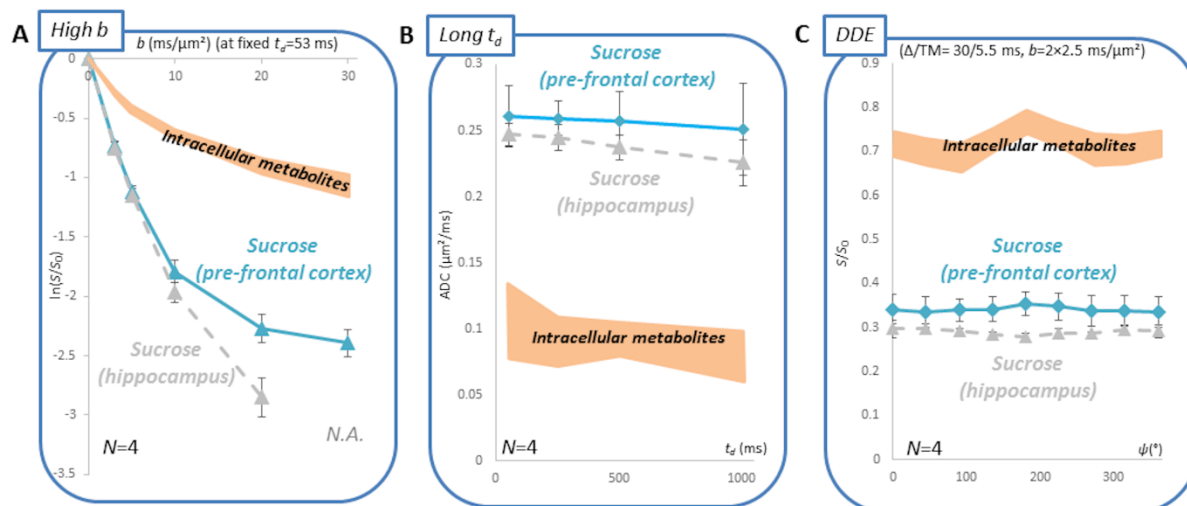 A
High b
b (ms/µm²) (at fixed t_d=53 ms)
0
10
20
30
0
-0.5
-1
-1.5
-2
-2.5
-3
-3.5
ln(S/S₀)
Intracellular metabolites
Sucrose
(pre-frontal cortex)
Sucrose
(hippocampus)
N.A.
N=4
B
Long t_d
Sucrose
(pre-frontal cortex)
0.3
0.25
0.2
0.15
0.1
0.05
0
ADC (µm²/ms)
Sucrose
(hippocampus)
Intracellular metabolites
N=4
t_d (ms)
0
500
1000
C
DDE
(Δ/TM= 30/5.5 ms, b=2×2.5 ms/µm²)
0.9
0.8
0.7
0.6
0.5
0.4
0.3
0.2
0.1
0
S/S₀
Intracellular metabolites
Sucrose
(pre-frontal cortex)
Sucrose
(hippocampus)
N=4
ψ(°)
0
100
200
300